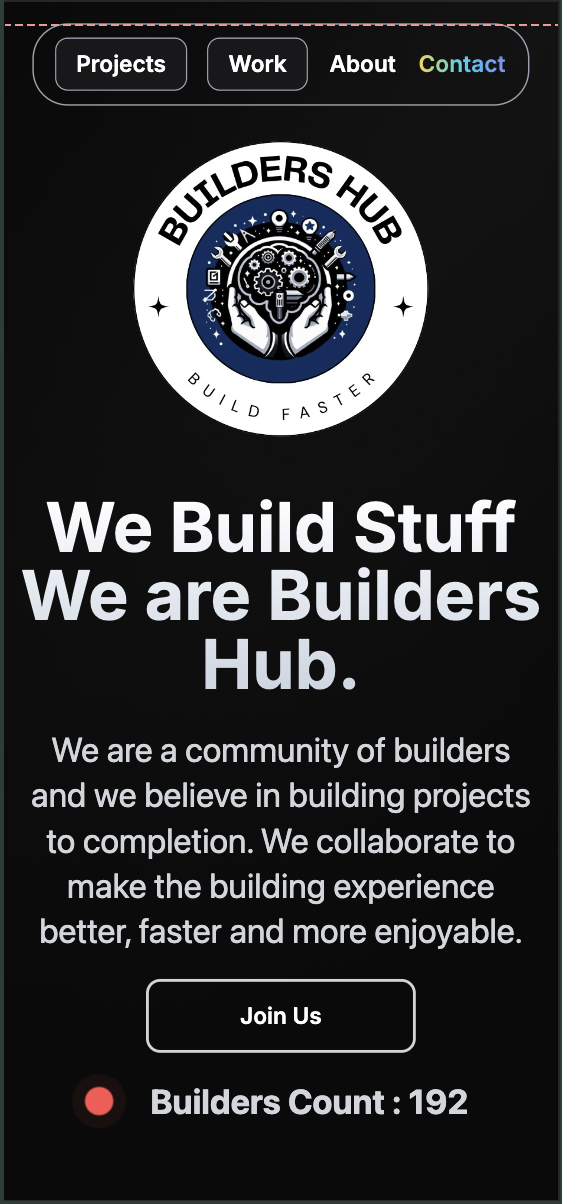 Projects Work About Contact
BUILDERS HUB
BUILD FASTER
We Build Stuff
We are Builders
Hub.
We are a community of builders
and we believe in building projects
to completion. We collaborate to
make the building experience
better, faster and more enjoyable.
Join Us
Builders Count : 192